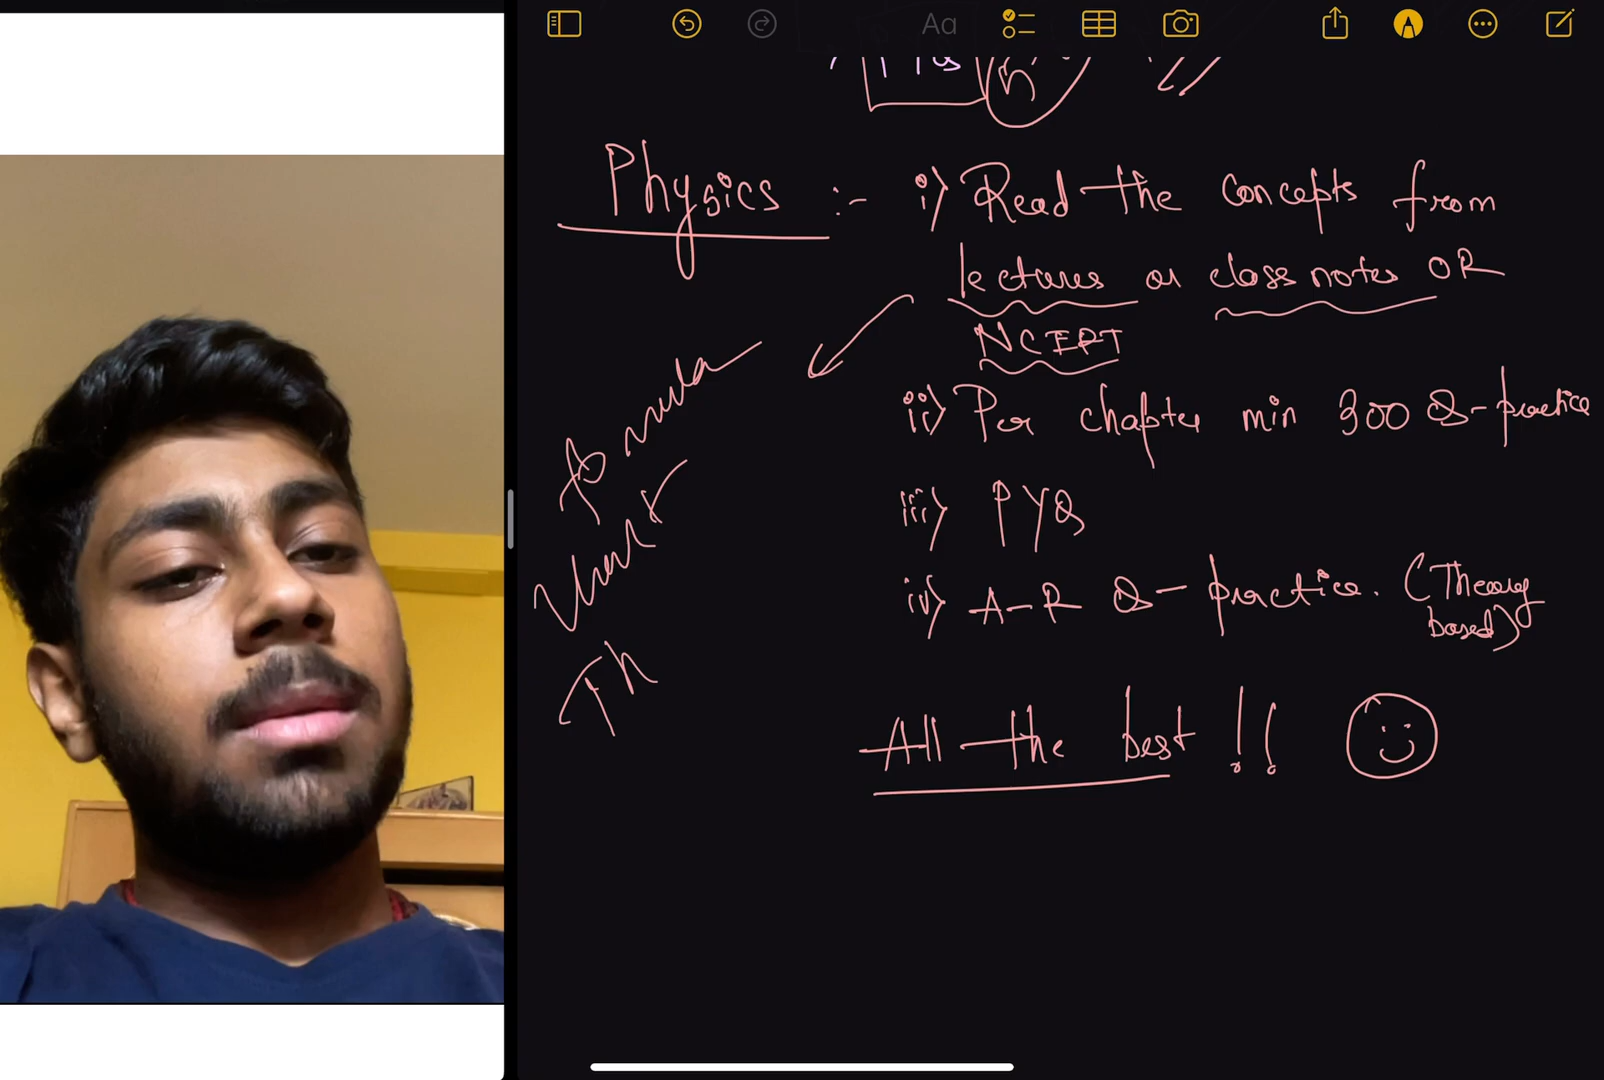 Aa
Physics :- i) Read the concepts from
lectures or class notes OR
NCERT
ii) Per chapter min 300 Q-practice
iii) PYQ
iv) A-R Q-practice. (Theory
based)
All the best !!
formula
Th